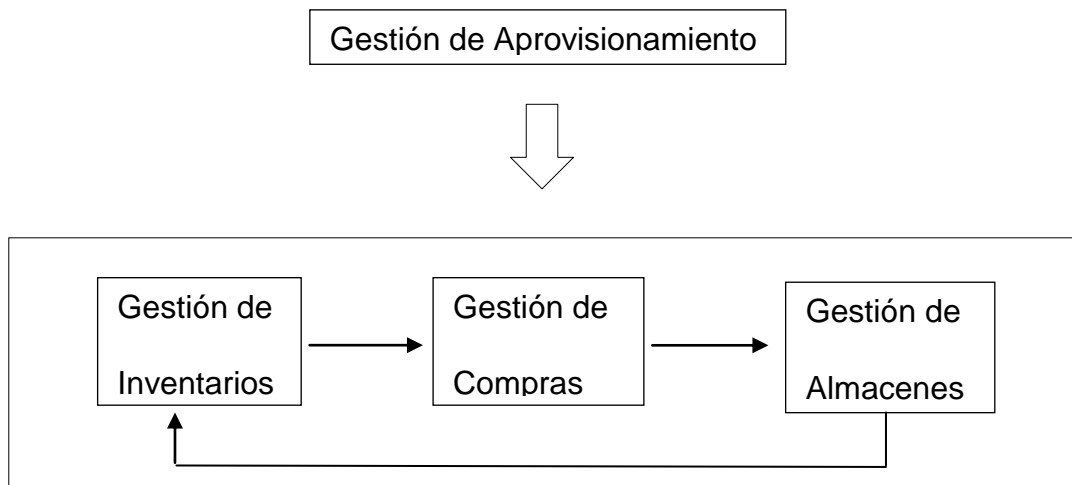 Gestión de Aprovisionamiento
Gestión de
Inventarios
Gestión de
Compras
Gestión de
Almacenes